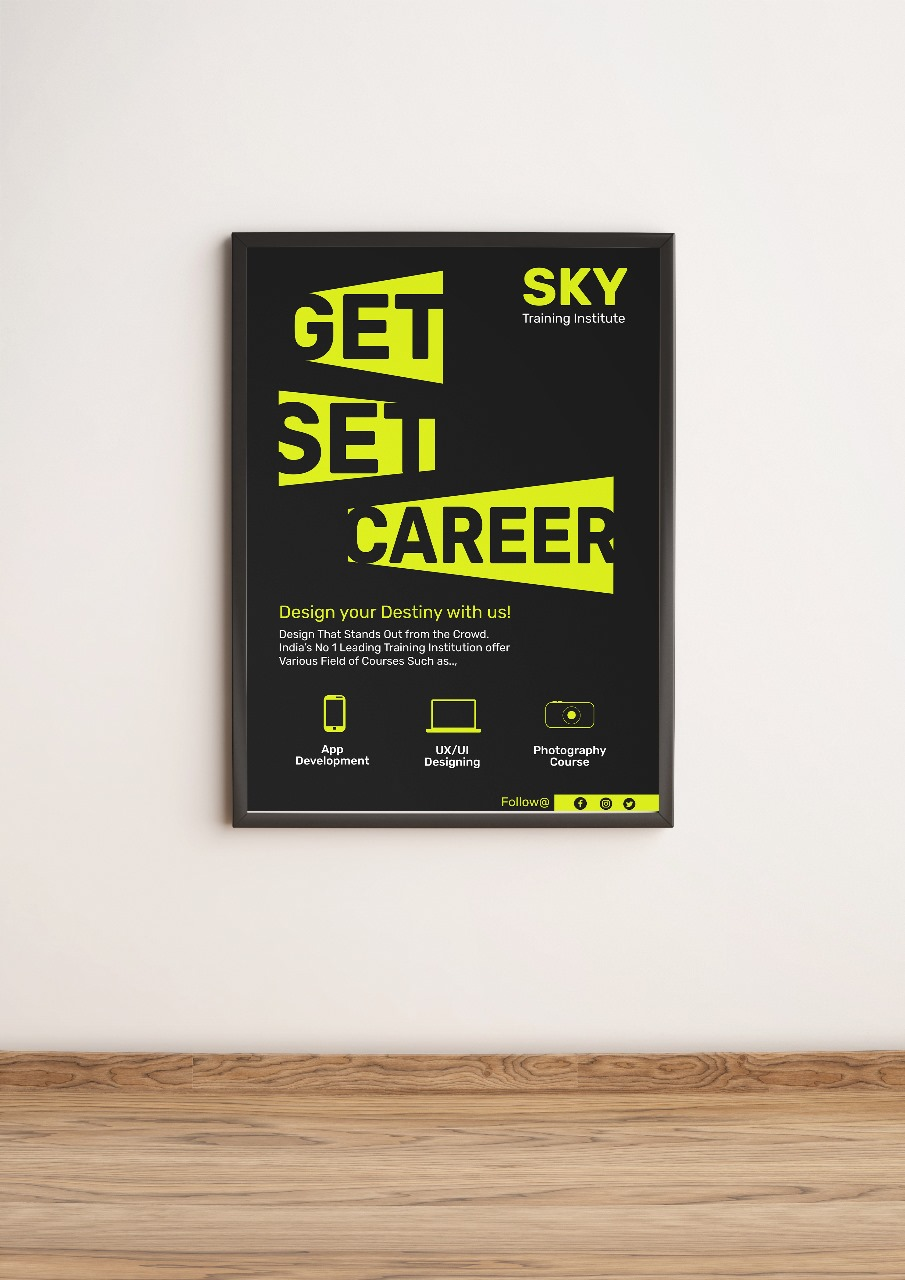 GET
SKY
Training Institute
SET
CAREER
Design your Destiny with us!
Design That Stands Out from the Crowd.
India's No 1 Leading Training Institution offer
Various Field of Courses Such as..,
App
Development
UX/UI
Designing
Photography
Course
Follow@